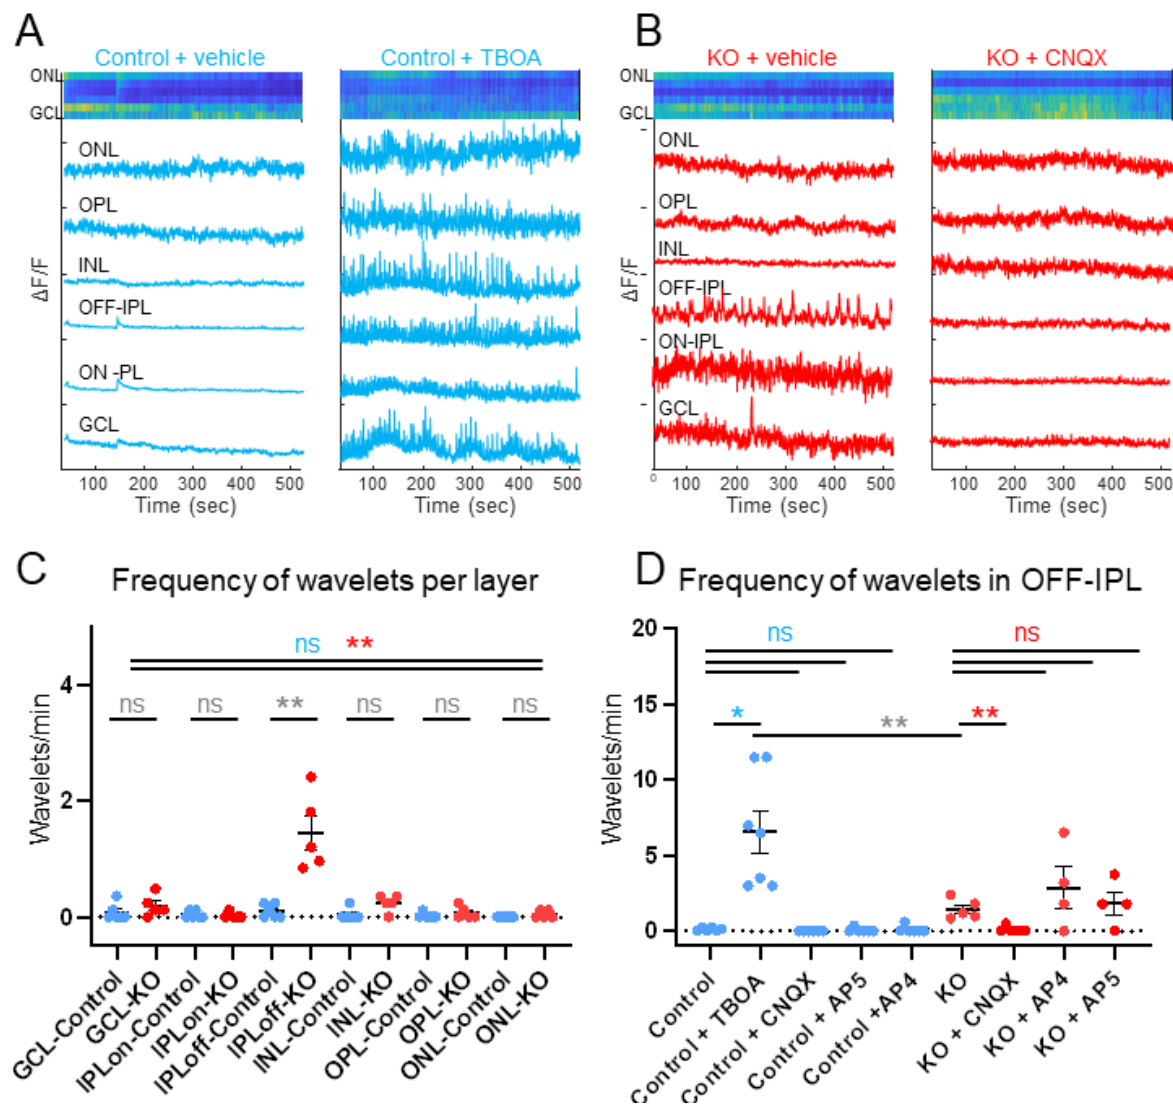 A
B
Control + vehicle
Control + TBOA
KO + vehicle
KO + CNQX
ONL
GCL
ONL
GCL
ΔF/F
ONL
OPL
INL
OFF-IPL
ON -PL
GCL
100 200 300 400 500
Time (sec)
100 200 300 400 500
Time (sec)
ΔF/F
ONL
OPL
INL
OFF-IPL
ON-IPL
GCL
0 100 200 300 400 500
Time (sec)
100 200 300 400 500
Time (sec)
C
Frequency of wavelets per layer
Wavelets/min
4
2
0
ns **
ns ns ** ns ns ns
GCL-Control
GCL-KO
IPLon-Control
IPLon-KO
IPLoff-Control
IPLoff-KO
INL-Control
INL-KO
OPL-Control
OPL-KO
ONL-Control
ONL-KO
D
Frequency of wavelets in OFF-IPL
Wavelets/min
20
15
10
5
0
ns
ns
*
**
**
Control
Control + TBOA
Control + CNQX
Control + AP5
Control +AP4
KO
KO + CNQX
KO + AP4
KO + AP5